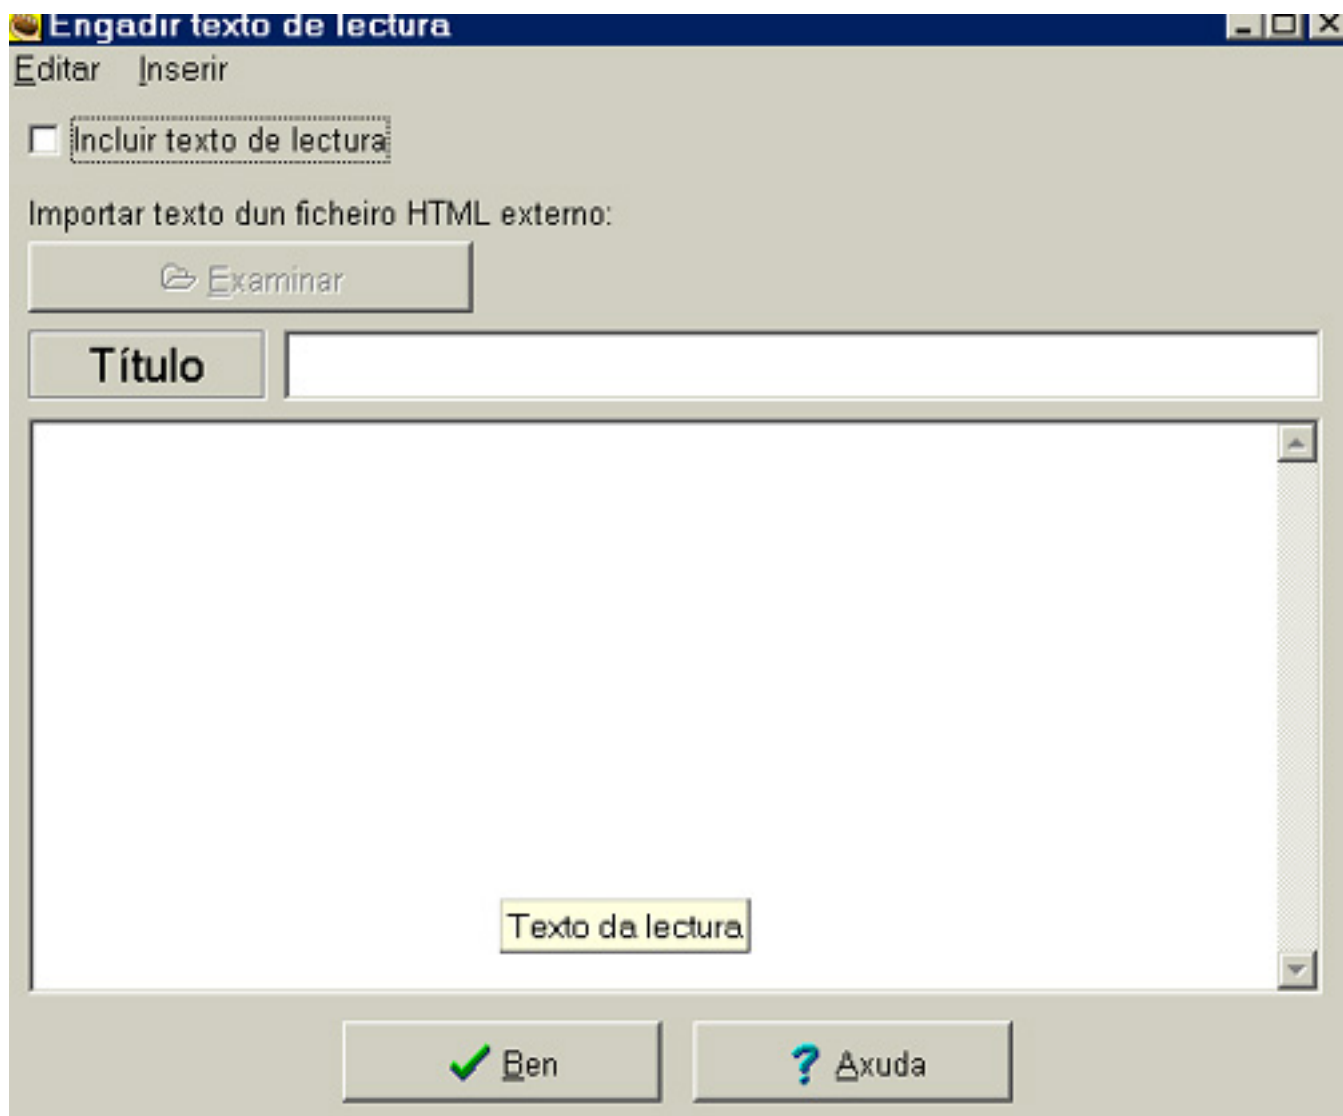 Engadir texto de lectura
Editar Inserir
Incluir texto de lectura
Importar texto dun ficheiro HTML externo:
Examinar
Título
Texto da lectura
Ben
? Axuda